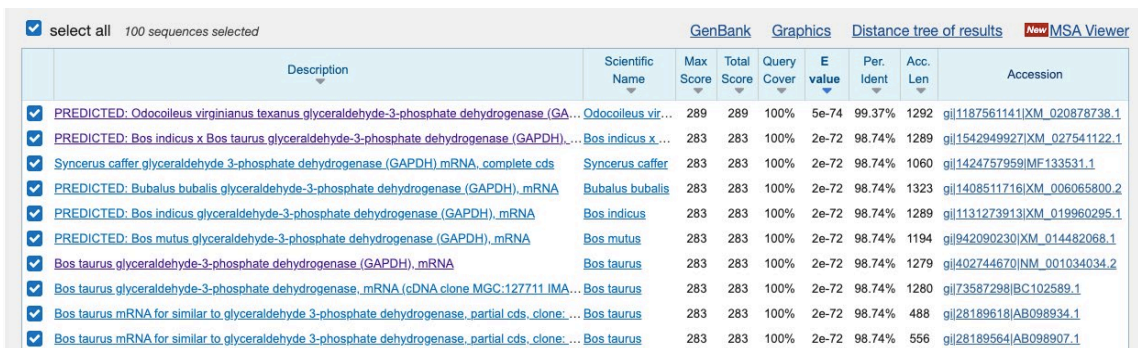 select all 100 sequences selected GenBank Graphics Distance tree of results New MSA Viewer
Description Scientific Name Max Score Total Score Query Cover E value Per. Ident Acc. Len Accession
PREDICTED: Odocoileus virginianus texanus glyceraldehyde-3-phosphate dehydrogenase (GA... Odocoileus vir... 289 289 100% 5e-74 99.37% 1292 gi|1187561141|XM_020878738.1
PREDICTED: Bos indicus x Bos taurus glyceraldehyde-3-phosphate dehydrogenase (GAPDH), ... Bos indicus x ... 283 283 100% 2e-72 98.74% 1289 gi|1542949927|XM_027541122.1
Syncerus caffer glyceraldehyde 3-phosphate dehydrogenase (GAPDH) mRNA, complete cds Syncerus caffer 283 283 100% 2e-72 98.74% 1060 gi|1424757959|MF133531.1
PREDICTED: Bubalus bubalis glyceraldehyde-3-phosphate dehydrogenase (GAPDH), mRNA Bubalus bubalis 283 283 100% 2e-72 98.74% 1323 gi|1408511716|XM_006065800.2
PREDICTED: Bos indicus glyceraldehyde-3-phosphate dehydrogenase (GAPDH), mRNA Bos indicus 283 283 100% 2e-72 98.74% 1289 gi|1131273913|XM_019960295.1
PREDICTED: Bos mutus glyceraldehyde-3-phosphate dehydrogenase (GAPDH), mRNA Bos mutus 283 283 100% 2e-72 98.74% 1194 gi|942090230|XM_014482068.1
Bos taurus glyceraldehyde-3-phosphate dehydrogenase (GAPDH), mRNA Bos taurus 283 283 100% 2e-72 98.74% 1279 gi|402744670|NM_001034034.2
Bos taurus glyceraldehyde-3-phosphate dehydrogenase, mRNA (cDNA clone MGC:127711 IMA... Bos taurus 283 283 100% 2e-72 98.74% 1280 gi|73587298|BC102589.1
Bos taurus mRNA for similar to glyceraldehyde 3-phosphate dehydrogenase, partial cds, clone: ... Bos taurus 283 283 100% 2e-72 98.74% 488 gi|28189618|AB098934.1
Bos taurus mRNA for similar to glyceraldehyde 3-phosphate dehydrogenase, partial cds, clone: ... Bos taurus 283 283 100% 2e-72 98.74% 556 gi|28189564|AB098907.1